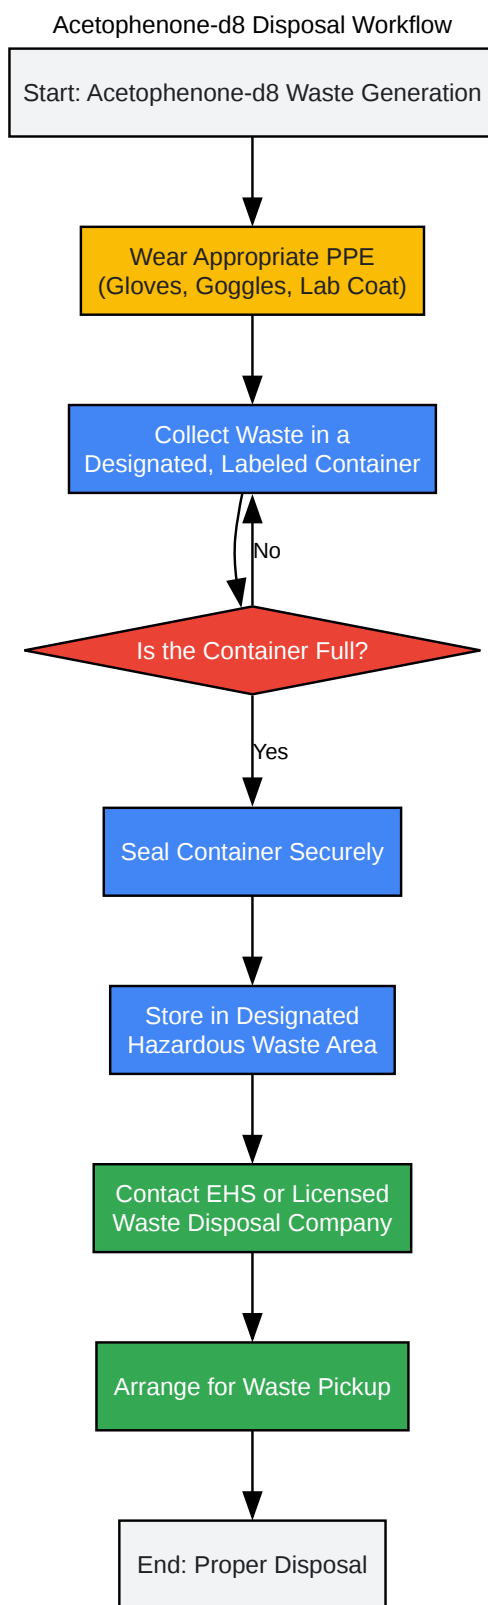 Acetophenone-d8 Disposal Workflow
Start: Acetophenone-d8 Waste Generation
Wear Appropriate PPE
(Gloves, Goggles, Lab Coat)
Collect Waste in a
Designated, Labeled Container
No
Is the Container Full?
Yes
Seal Container Securely
Store in Designated
Hazardous Waste Area
Contact EHS or Licensed
Waste Disposal Company
Arrange for Waste Pickup
End: Proper Disposal